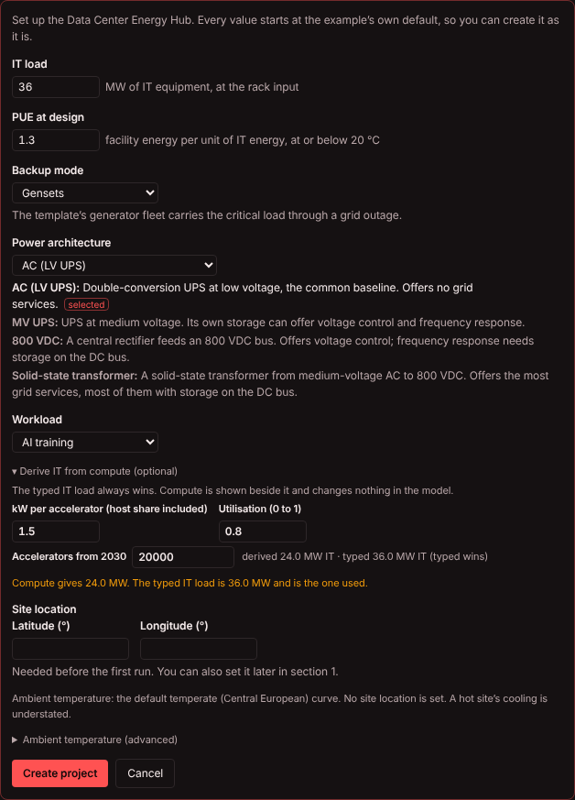 Set up the Data Center Energy Hub. Every value starts at the example's own default, so you can create it as
it is.
IT load
36 MW of IT equipment, at the rack input
PUE at design
1.3 facility energy per unit of IT energy, at or below 20 °C
Backup mode
Gensets
The template's generator fleet carries the critical load through a grid outage.
Power architecture
AC (LV UPS)
AC (LV UPS): Double-conversion UPS at low voltage, the common baseline. Offers no grid
services. selected
MV UPS: UPS at medium voltage. Its own storage can offer voltage control and frequency response.
800 VDC: A central rectifier feeds an 800 VDC bus. Offers voltage control; frequency response needs
storage on the DC bus.
Solid-state transformer: A solid-state transformer from medium-voltage AC to 800 VDC. Offers the most
grid services, most of them with storage on the DC bus.
Workload
AI training
▾ Derive IT from compute (optional)
The typed IT load always wins. Compute is shown beside it and changes nothing in the model.
kW per accelerator (host share included) Utilisation (0 to 1)
1.5 0.8
Accelerators from 2030 20000 derived 24.0 MW IT · typed 36.0 MW IT (typed wins)
Compute gives 24.0 MW. The typed IT load is 36.0 MW and is the one used.
Site location
Latitude (°) Longitude (°)
Needed before the first run. You can also set it later in section 1.
Ambient temperature: the default temperate (Central European) curve. No site location is set. A hot site's cooling is
understated.
▸ Ambient temperature (advanced)
Create project Cancel